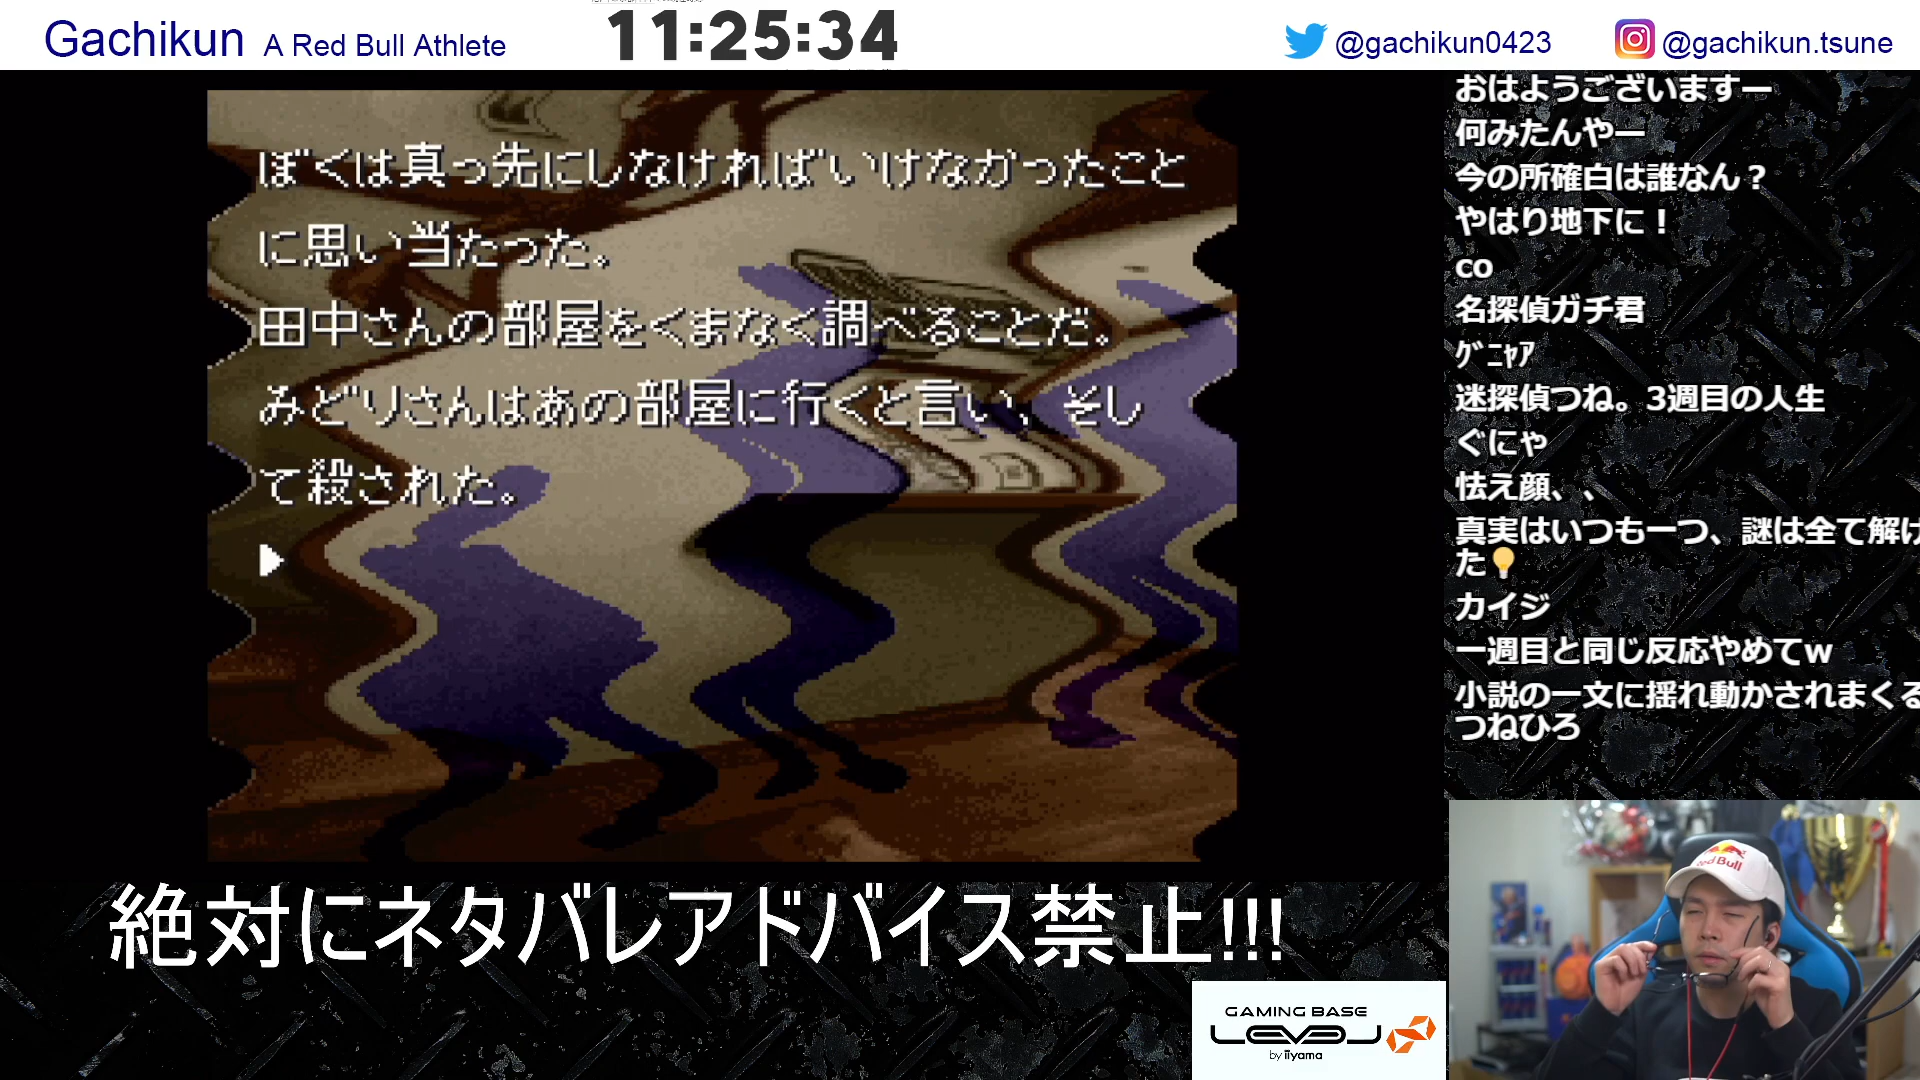 Gachikun A Red Bull Athlete
11:25:34
@gachikun0423
@gachikun.tsune
ぼくは真っ先にしなければいけなかったこと
に思い当たった。
田中さんの部屋をくまなく調べることだ。
みどりさんはあの部屋に行くと言い、そし
て殺された。
おはようございますー
何みたんやー
今の所確白は誰なん？
やはり地下に！
co
名探偵ガチ君
ｸﾞﾆｬｱ
迷探偵つね。3週目の人生
ぐにゃ
怯え顔、、
真実はいつも一つ、謎は全て解け
た💡
カイジ
一週目と同じ反応やめてw
小説の一文に揺れ動かされまくる
つねひろ
絶対にネタバレアドバイス禁止!!!
GAMING BASE
LEVEL
by iiyama
Red Bull